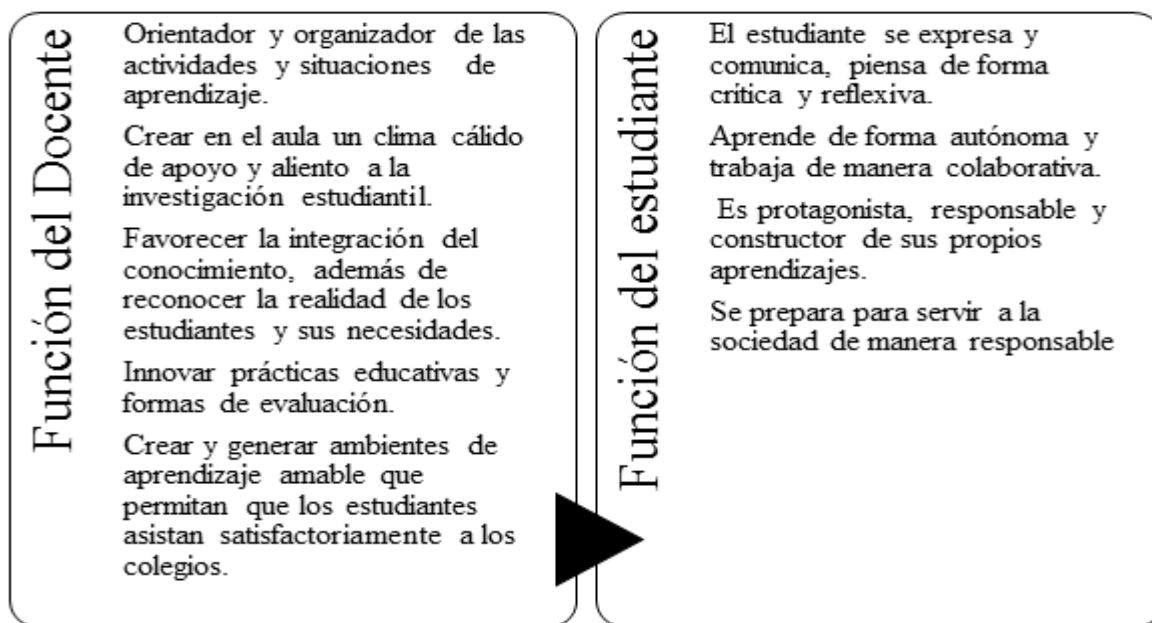 Función del Docente
Orientador y organizador de las
actividades y situaciones de
aprendizaje.
Crear en el aula un clima cálido
de apoyo y aliento a la
investigación estudiantil.
Favorecer la integración del
conocimiento, además de
reconocer la realidad de los
estudiantes y sus necesidades.
Innovar prácticas educativas y
formas de evaluación.
Crear y generar ambientes de
aprendizaje amable que
permitan que los estudiantes
asistan satisfactoriamente a los
colegios.
Función del estudiante
El estudiante se expresa y
comunica, piensa de forma
crítica y reflexiva.
Aprende de forma autónoma y
trabaja de manera colaborativa.
Es protagonista, responsable y
constructor de sus propios
aprendizajes.
Se prepara para servir a la
sociedad de manera responsable